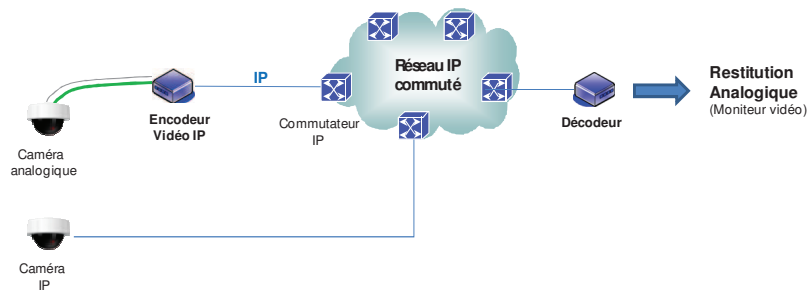 IP
Réseau IP
commuté
Restitution
Analogique
(Moniteur vidéo)
Encodeur
Vidéo IP
Commutateur
IP
Décodeur
Caméra
analogique
Caméra
IP